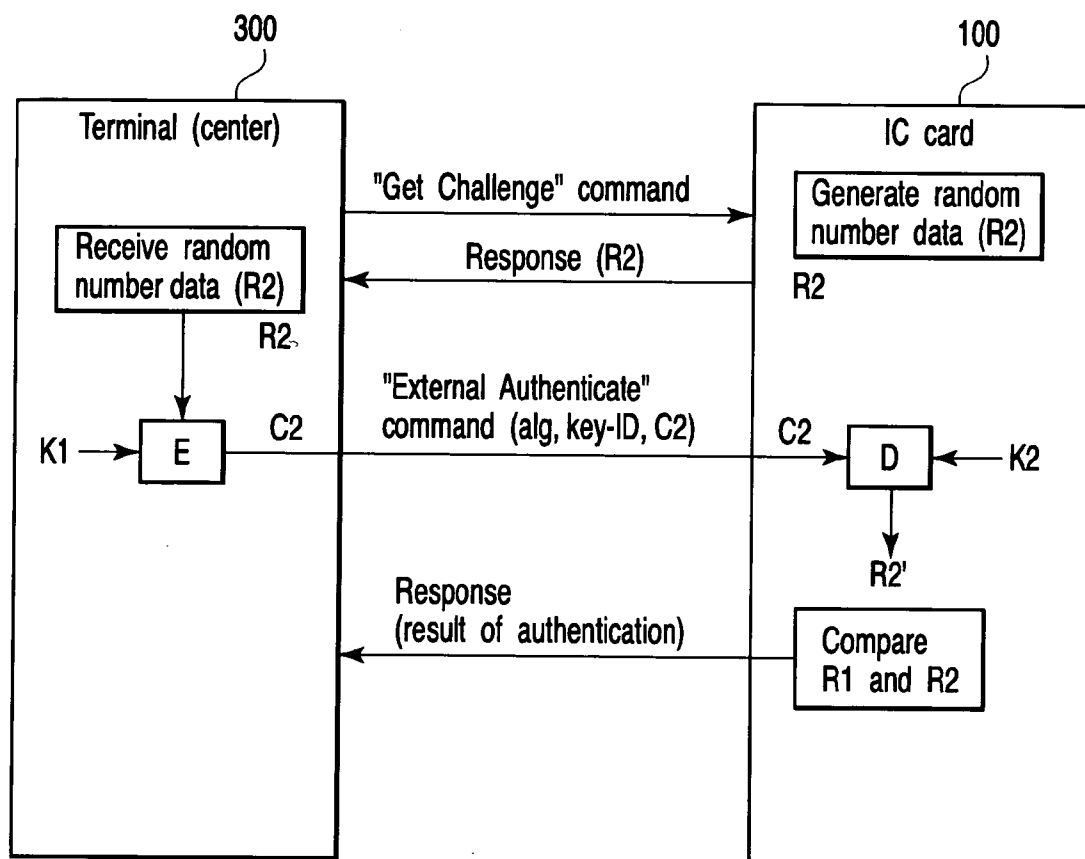 300
100
Terminal (center)
IC card
"Get Challenge" command
Generate random
number data (R2)
Receive random
number data (R2)
Response (R2)
R2
R2
"External Authenticate"
command (alg, key-ID, C2)
K1
E
C2
C2
D
K2
R2'
Response
(result of authentication)
Compare
R1 and R2